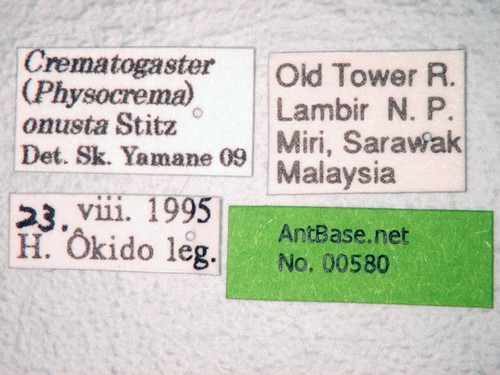 Crematogaster
(Physocrema)
onusta Stitz
Det. Sk. Yamane 09
Old Tower R.
Lambir N. P.
Miri, Sarawak
Malaysia
23. viii. 1995
H. Ôkido leg.
AntBase.net
No. 00580